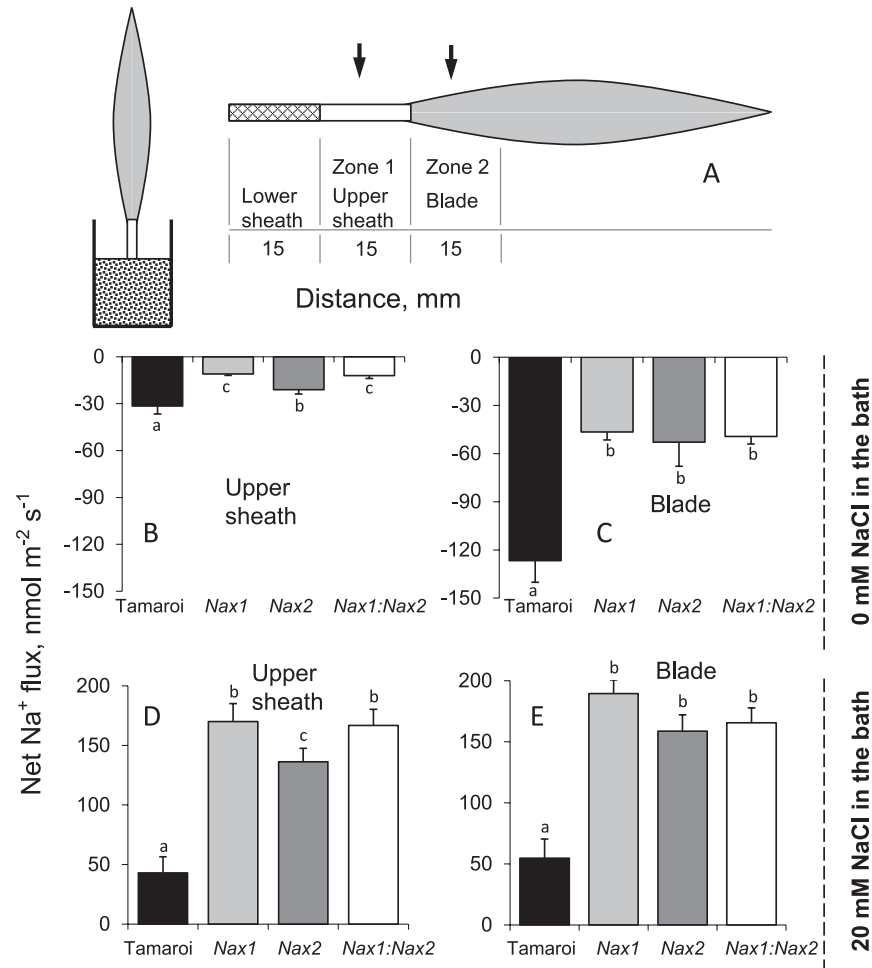 Zone 1 Zone 2
A
Lower Upper Blade
sheath sheath
15 15 15
Distance, mm
Net Na⁺ flux, nmol m⁻² s⁻¹
0
-30
-60
-90
-120
-150
a
c
b
c
Upper
sheath
B
Tamaroi Nax1 Nax2 Nax1:Nax2
0
-30
-60
-90
-120
-150
a
b
b
b
Blade
C
Tamaroi Nax1 Nax2 Nax1:Nax2
0 mM NaCl in the bath
Upper
sheath
D
200
150
100
50
0
a
b
c
b
Tamaroi Nax1 Nax2 Nax1:Nax2
Blade
E
200
150
100
50
0
a
b
b
b
Tamaroi Nax1 Nax2 Nax1:Nax2
20 mM NaCl in the bath